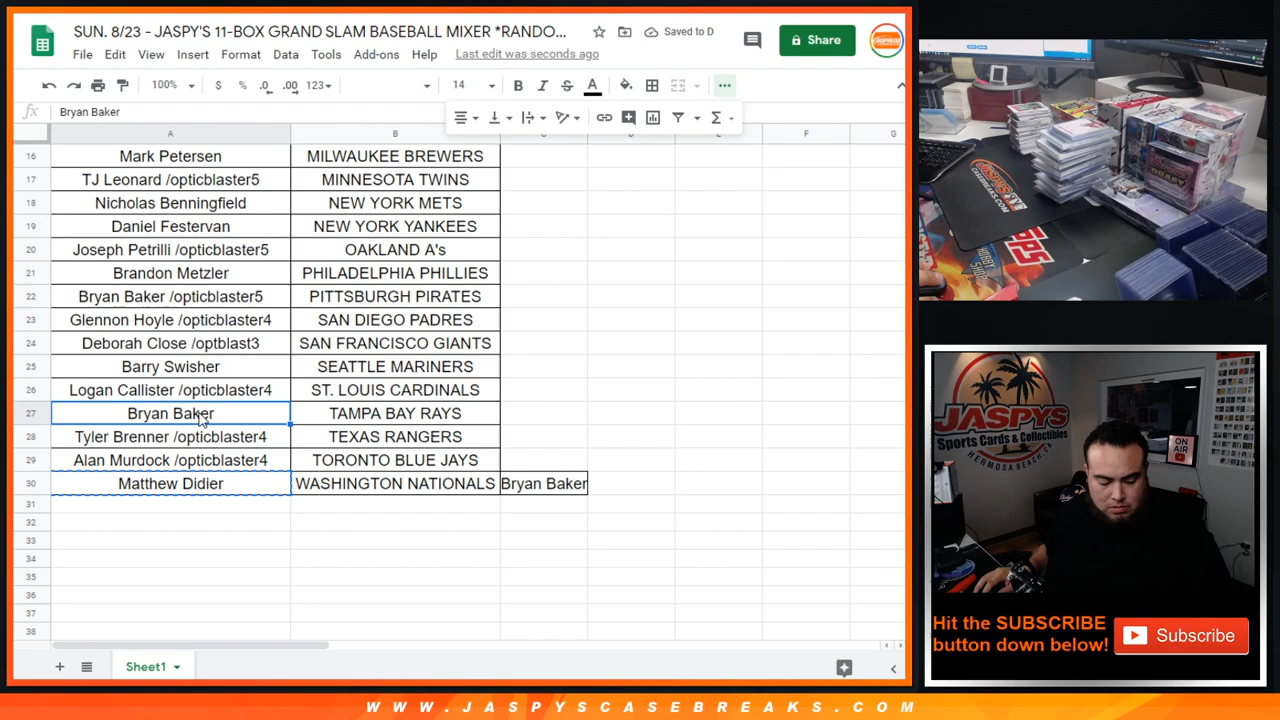 SUN. 8/23 - JASPY'S 11-BOX GRAND SLAM BASEBALL MIXER *RANDO...
Saved to D
Share
File Edit View Insert Format Data Tools Add-ons Help Last edit was seconds ago
100% $ % .0 .00 123 14 B I S A
fx Bryan Baker
A B C D E F G
16 Mark Petersen MILWAUKEE BREWERS
17 TJ Leonard /opticblaster5 MINNESOTA TWINS
18 Nicholas Benningfield NEW YORK METS
19 Daniel Festervan NEW YORK YANKEES
20 Joseph Petrilli /opticblaster5 OAKLAND A's
21 Brandon Metzler PHILADELPHIA PHILLIES
22 Bryan Baker /opticblaster5 PITTSBURGH PIRATES
23 Glennon Hoyle /opticblaster4 SAN DIEGO PADRES
24 Deborah Close /optblast3 SAN FRANCISCO GIANTS
25 Barry Swisher SEATTLE MARINERS
26 Logan Callister /opticblaster4 ST. LOUIS CARDINALS
27 Bryan Baker TAMPA BAY RAYS
28 Tyler Brenner /opticblaster4 TEXAS RANGERS
29 Alan Murdock /opticblaster4 TORONTO BLUE JAYS
30 Matthew Didier WASHINGTON NATIONALS Bryan Baker
31
32
33
34
35
36
37
38
Sheet1
JASPYS
CASEBREAKS.COM
TOPPS
HOBBY
SHOP
DRAFT
JASPYS
Sports Cards & Collectibles
HERMOSA BEACH, CA
ON AIR
Hit the SUBSCRIBE
button down below!
Subscribe
WWW.JASPYSCASEBREAKS.COM